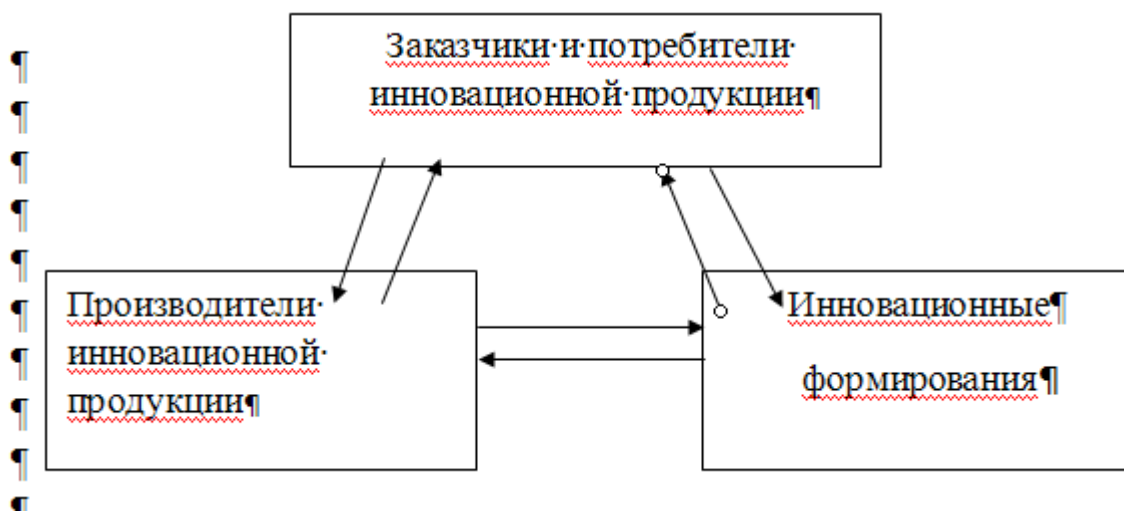 Заказчики и потребители
инновационной продукции¶
¶
¶
¶
¶
¶
¶
¶
¶
¶
¶
Производители
инновационной
продукции¶
Инновационные¶
формирования¶